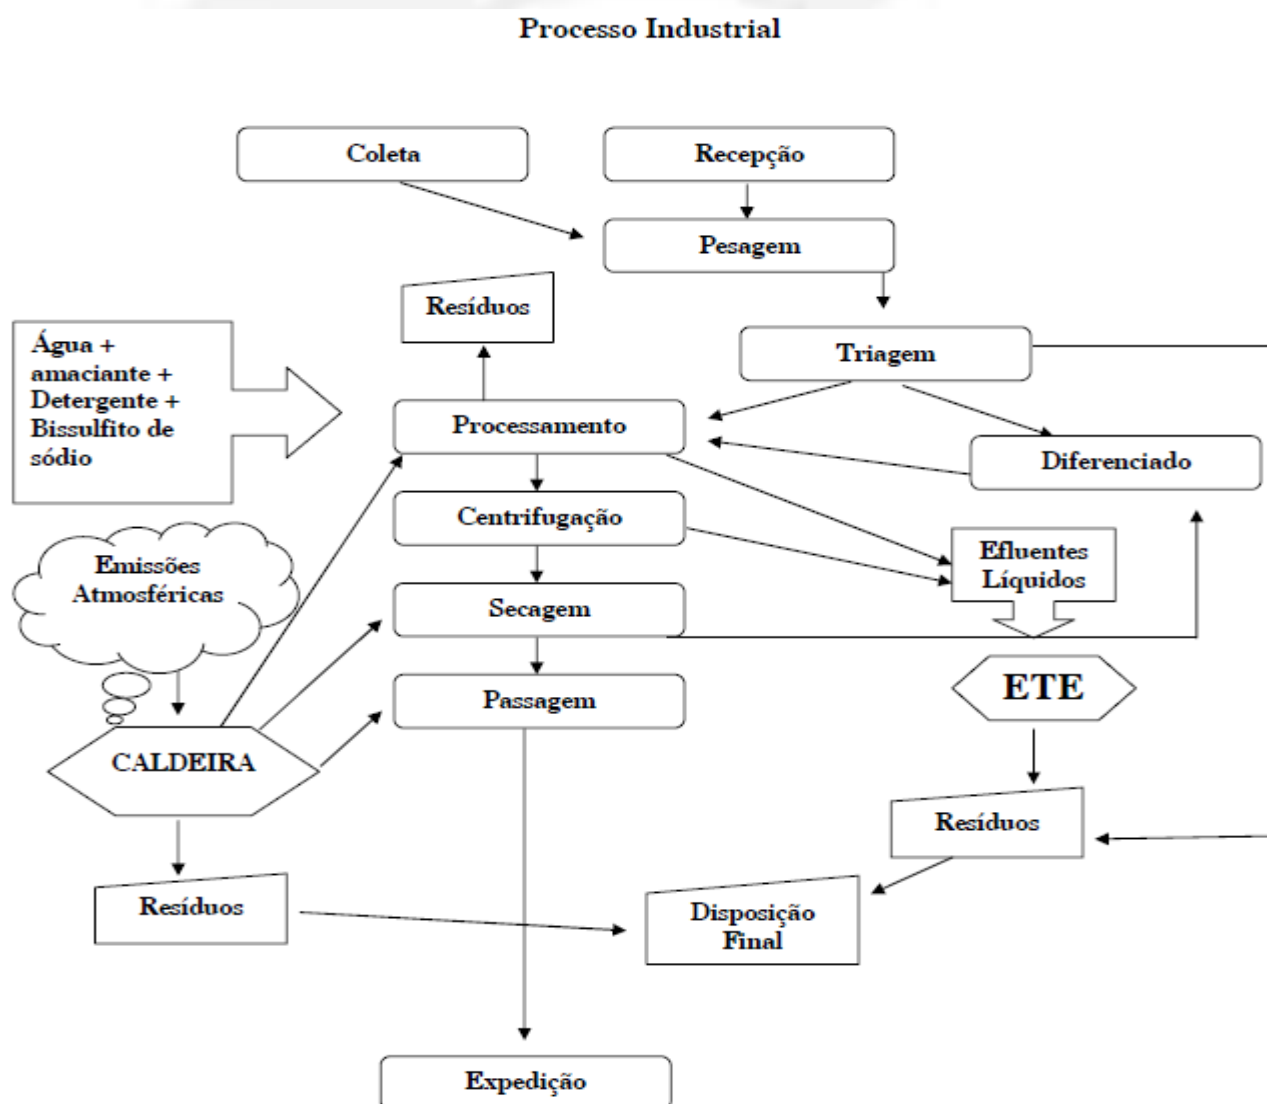 Processo Industrial
Coleta
Recepção
Pesagem
Resíduos
Triagem
Água +
amaciante +
Detergente +
Bissulfito de
sódio
Processamento
Diferenciado
Centrifugação
Efluentes
Líquidos
Emissões
Atmosféricas
Secagem
Passagem
ETE
CALDEIRA
Resíduos
Resíduos
Disposição
Final
Expedição